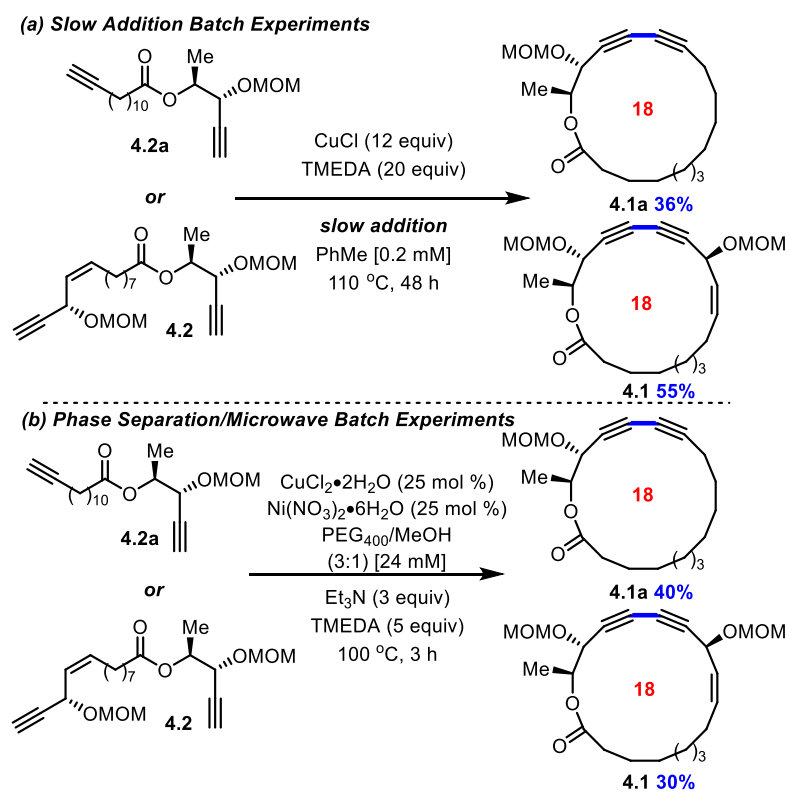 (a) Slow Addition Batch Experiments
O
Me
( )10
O
OMOM
4.2a
or
O
Me
( )7
O
OMOM
OMOM
4.2
CuCl (12 equiv)
TMEDA (20 equiv)
slow addition
PhMe [0.2 mM]
110 °C, 48 h
MOMO
Me
O
O
18
( )3
4.1a 36%
MOMO
OMOM
Me
O
O
18
( )3
4.1 55%
(b) Phase Separation/Microwave Batch Experiments
O
Me
( )10
O
OMOM
4.2a
or
O
Me
( )7
O
OMOM
OMOM
4.2
CuCl2•2H2O (25 mol %)
Ni(NO3)2•6H2O (25 mol %)
PEG400/MeOH
(3:1) [24 mM]
Et3N (3 equiv)
TMEDA (5 equiv)
100 °C, 3 h
MOMO
Me
O
O
18
( )3
4.1a 40%
MOMO
OMOM
Me
O
O
18
( )3
4.1 30%